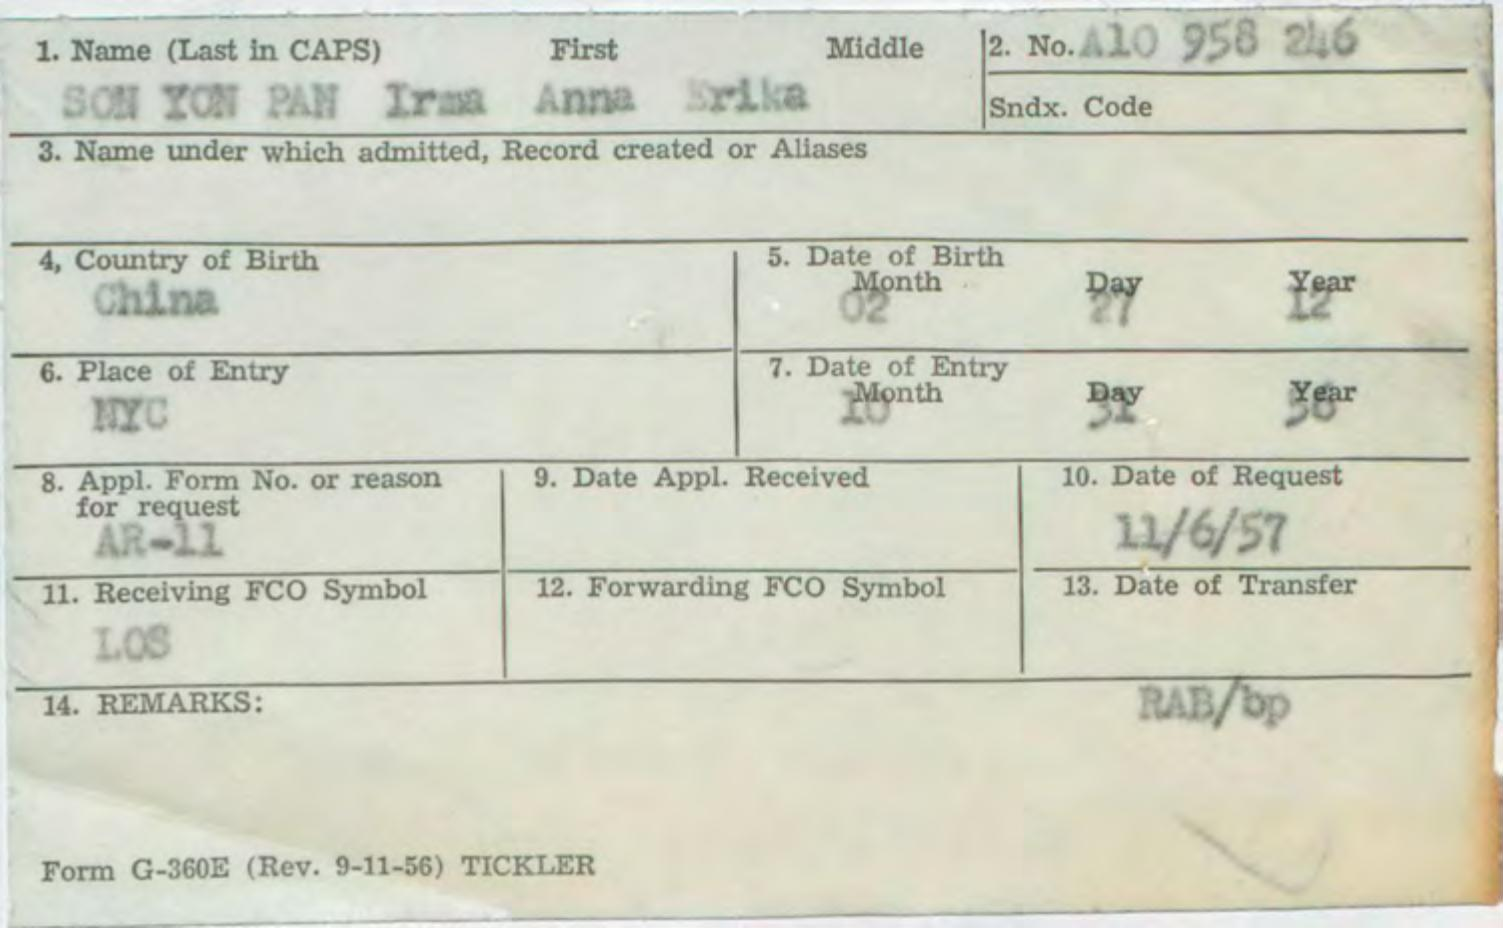 1. Name (Last in CAPS) First Middle 2. No. A10 958 246
SON YON PAN Irma Anna Erika
Sndx. Code
3. Name under which admitted, Record created or Aliases
4, Country of Birth
China
5. Date of Birth
Month Day Year
02 27 12
6. Place of Entry
NYC
7. Date of Entry
Month Day Year
10 31 56
8. Appl. Form No. or reason
for request
AR-11
9. Date Appl. Received
10. Date of Request
11/6/57
11. Receiving FCO Symbol
LOS
12. Forwarding FCO Symbol
13. Date of Transfer
14. REMARKS:
RAB/bp
Form G-360E (Rev. 9-11-56) TICKLER